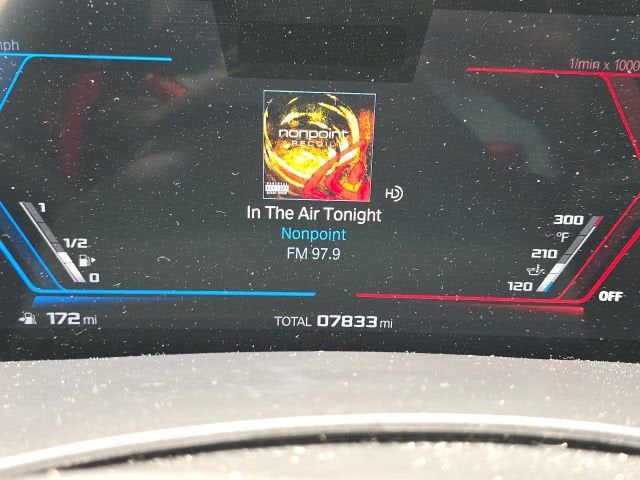 mph
1/min x 1000
nonpoint
RECOIL
HD
In The Air Tonight
Nonpoint
FM 97.9
1
1/2
0
300
°F
210
120
OFF
172 mi
TOTAL 07833 mi